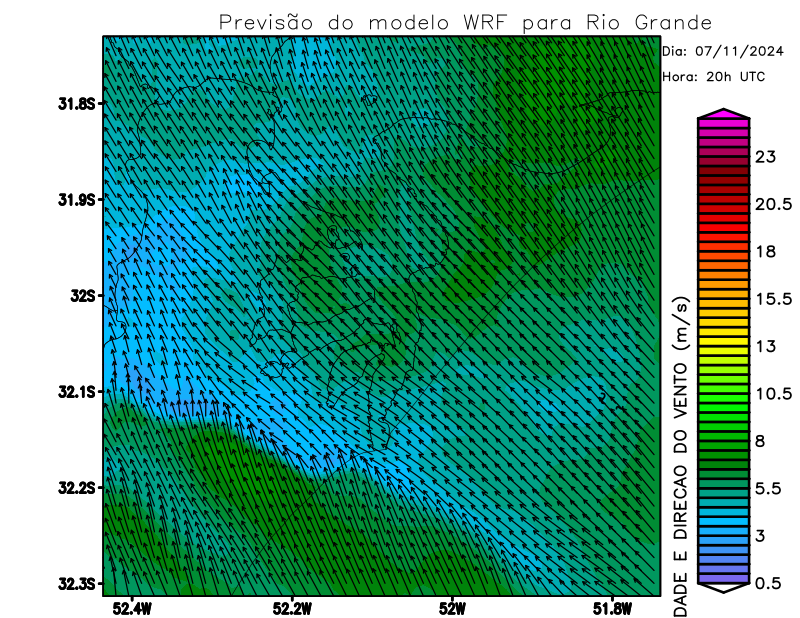 Previsão do modelo WRF para Rio Grande
Dia: 07/11/2024
Hora: 20h UTC
31.8S
31.9S
32S
32.1S
32.2S
32.3S
52.4W
52.2W
52W
51.8W
23
20.5
18
15.5
13
10.5
8
5.5
3
0.5
DADE E DIRECAO DO VENTO (m/s)